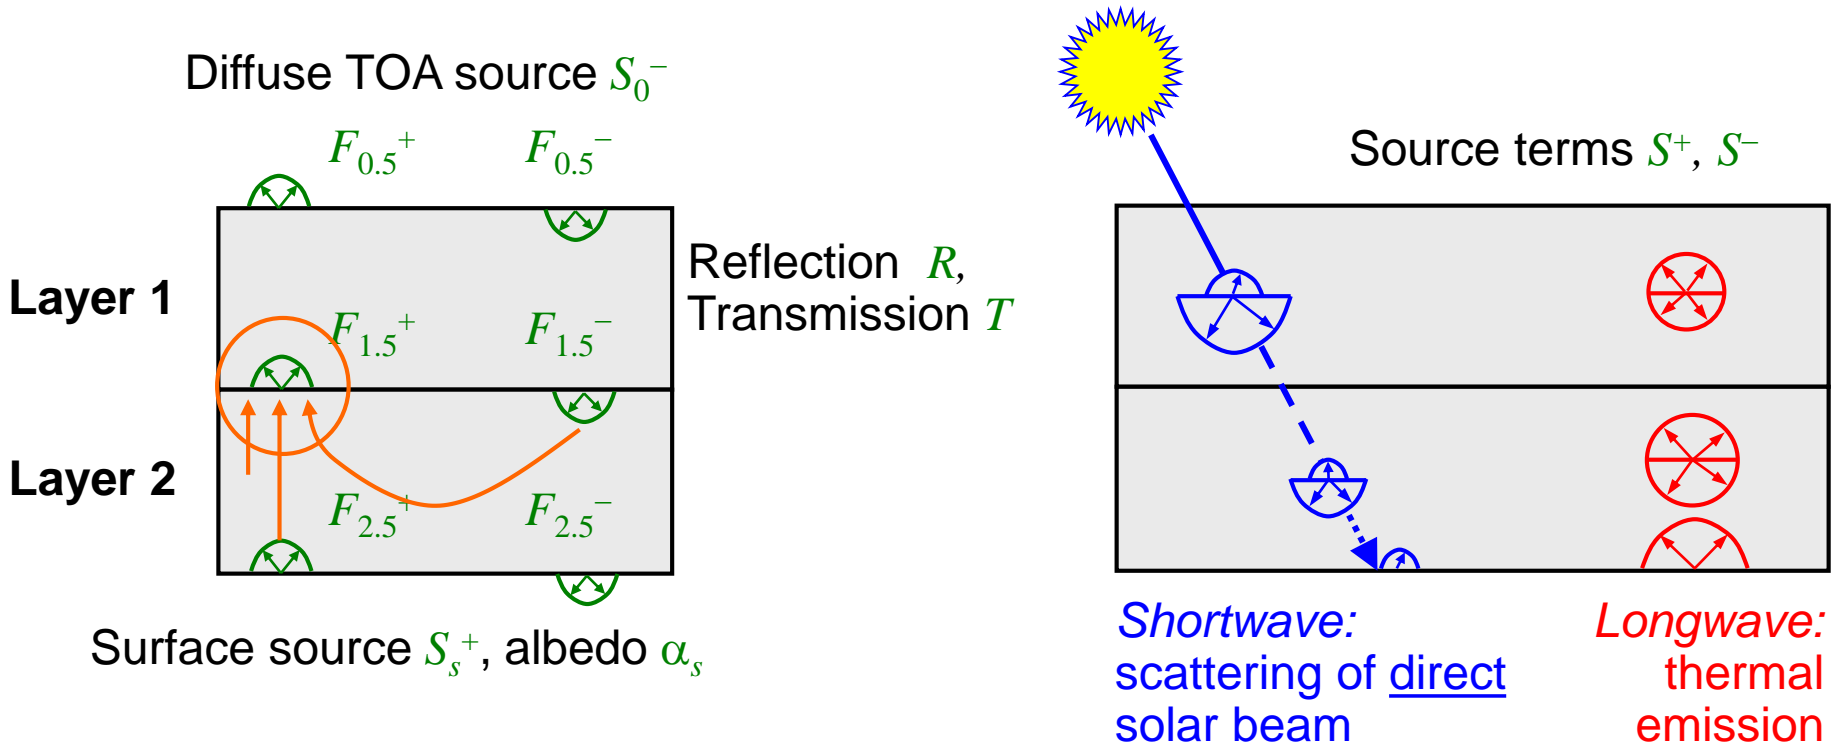 Diffuse TOA source S₀⁻
F₀.₅⁺ F₀.₅⁻
Layer 1
Reflection R,
Transmission T
F₁.₅⁺ F₁.₅⁻
Layer 2
F₂.₅⁺ F₂.₅⁻
Surface source Sₛ⁺, albedo αₛ
Source terms S⁺, S⁻
Shortwave:
scattering of direct
solar beam
Longwave:
thermal
emission